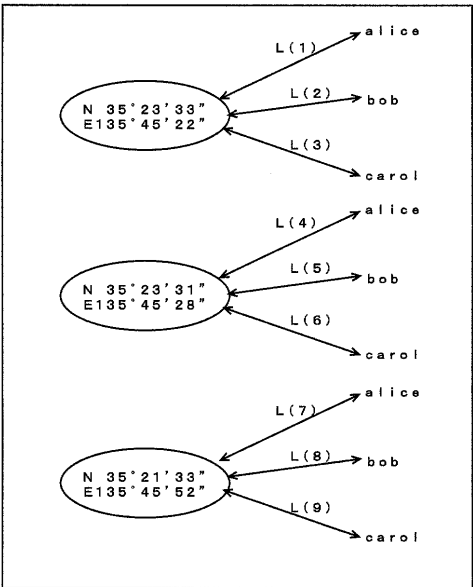 alice
L(1)
L(2)
bob
N 35°23'33"
E135°45'22"
L(3)
carol
alice
L(4)
L(5)
bob
N 35°23'31"
E135°45'28"
L(6)
carol
alice
L(7)
L(8)
bob
N 35°21'33"
E135°45'52"
L(9)
carol